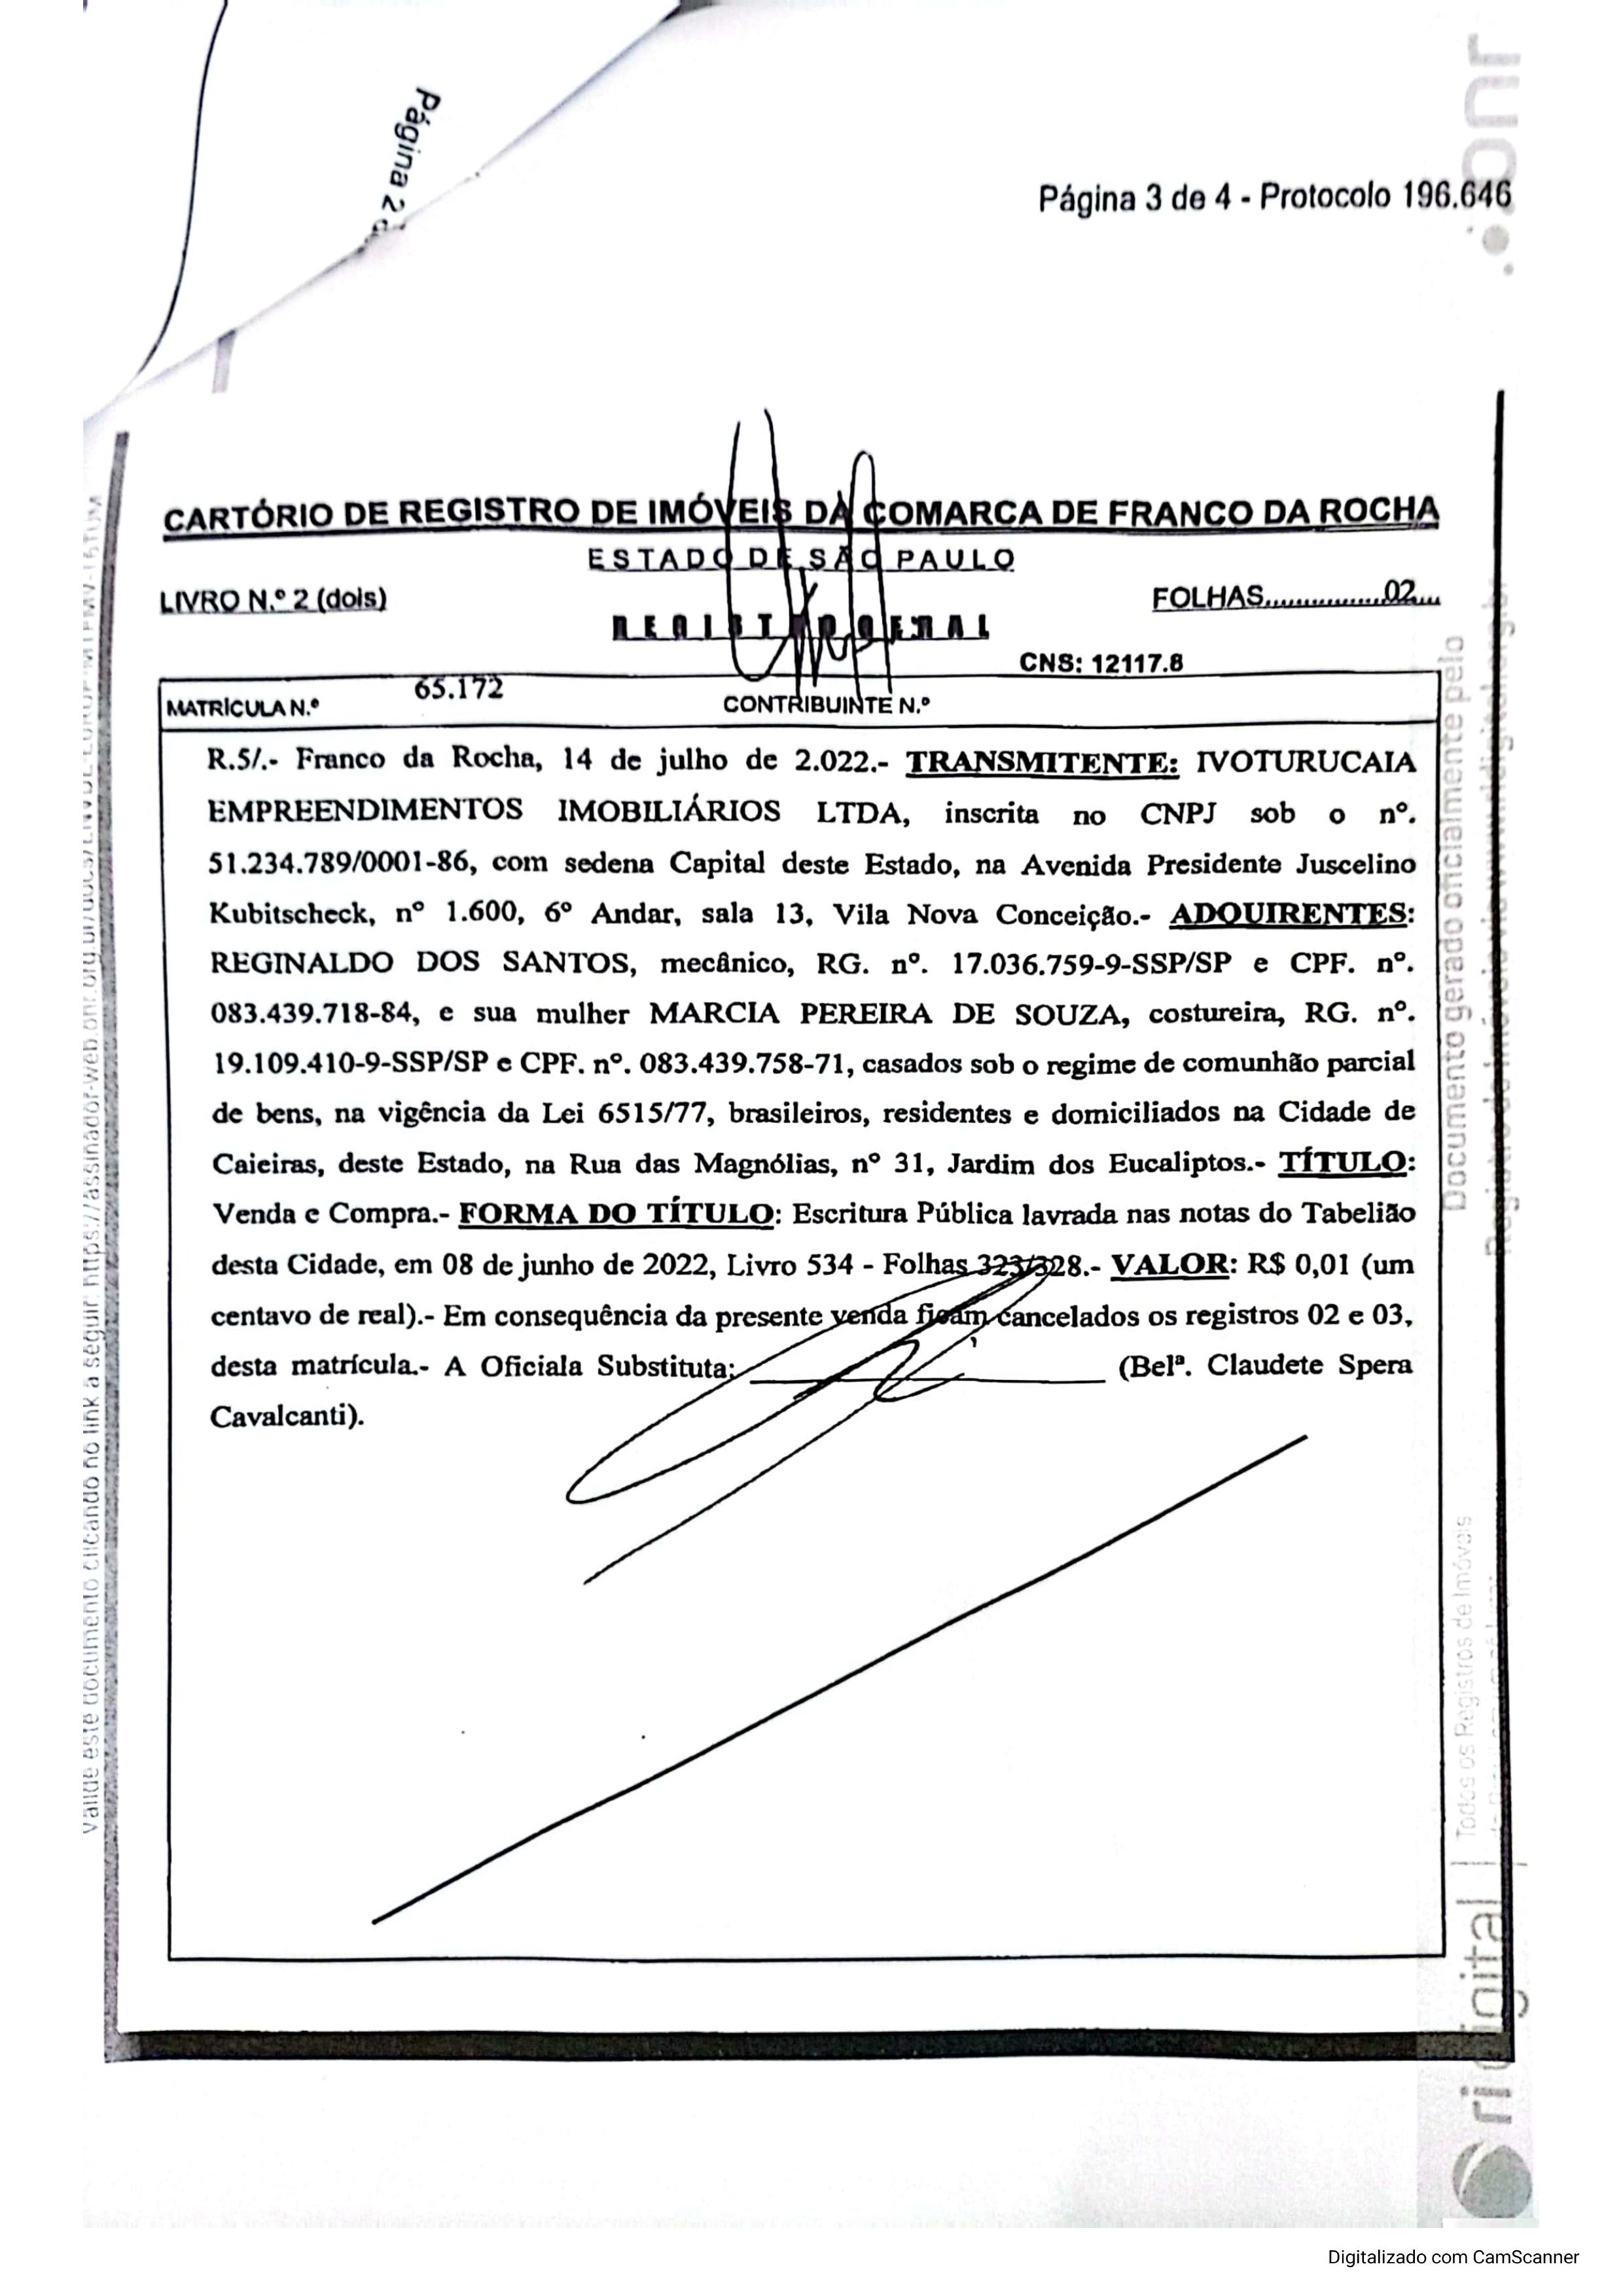 Página 2
Página 3 de 4 - Protocolo 196.646
CARTÓRIO DE REGISTRO DE IMÓVEIS DA COMARCA DE FRANCO DA ROCHA
ESTADO DE SÃO PAULO
LIVRO N.º 2 (dois)
FOLHAS................02....
REGISTRO GERAL
CNS: 12117.8
MATRÍCULA N.º 65.172 CONTRIBUINTE N.º
R.5/.- Franco da Rocha, 14 de julho de 2.022.- TRANSMITENTE: IVOTURUCAIA
EMPREENDIMENTOS IMOBILIÁRIOS LTDA, inscrita no CNPJ sob o nº.
51.234.789/0001-86, com sedena Capital deste Estado, na Avenida Presidente Juscelino
Kubitscheck, nº 1.600, 6º Andar, sala 13, Vila Nova Conceição.- ADQUIRENTES:
REGINALDO DOS SANTOS, mecânico, RG. nº. 17.036.759-9-SSP/SP e CPF. nº.
083.439.718-84, e sua mulher MARCIA PEREIRA DE SOUZA, costureira, RG. nº.
19.109.410-9-SSP/SP e CPF. nº. 083.439.758-71, casados sob o regime de comunhão parcial
de bens, na vigência da Lei 6515/77, brasileiros, residentes e domiciliados na Cidade de
Caieiras, deste Estado, na Rua das Magnólias, nº 31, Jardim dos Eucaliptos.- TÍTULO:
Venda e Compra.- FORMA DO TÍTULO: Escritura Pública lavrada nas notas do Tabelião
desta Cidade, em 08 de junho de 2022, Livro 534 - Folhas 323/328.- VALOR: R$ 0,01 (um
centavo de real).- Em consequência da presente venda ficam cancelados os registros 02 e 03,
desta matrícula.- A Oficiala Substituta: (Belª. Claudete Spera
Cavalcanti).
Valide este documento clicando no link a seguir: https://assinador-web.onr.org.br/docs/
onr
Documento gerado oficialmente pelo
Todos os Registros de Imóveis
ridigital
Digitalizado com CamScanner